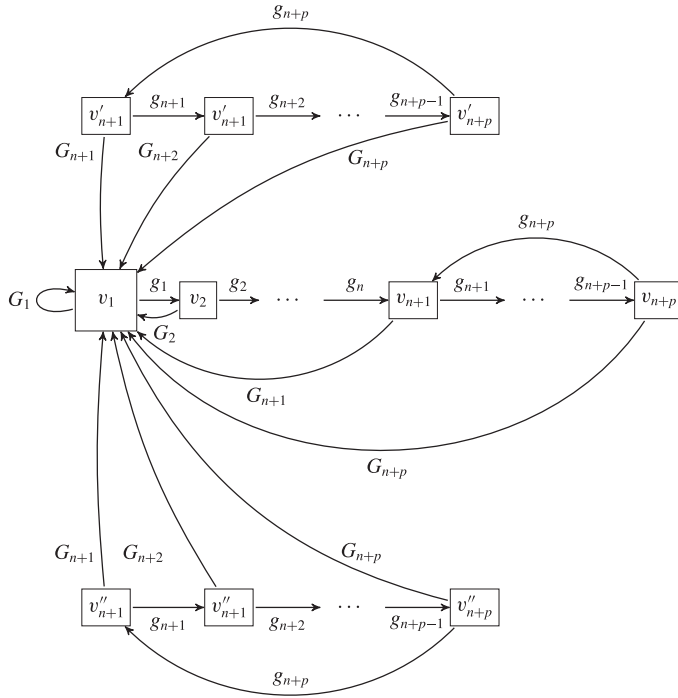 g_{n+p}
v'_{n+1} g_{n+1} v'_{n+1} g_{n+2} ⋯ g_{n+p−1} v'_{n+p}
G_{n+1} G_{n+2} G_{n+p}
g_{n+p}
G_1 v_1 g_1 v_2 g_2 ⋯ g_n v_{n+1} g_{n+1} ⋯ g_{n+p−1} v_{n+p}
G_2
G_{n+1}
G_{n+p}
G_{n+1} G_{n+2} G_{n+p}
v''_{n+1} g_{n+1} v''_{n+1} g_{n+2} ⋯ g_{n+p−1} v''_{n+p}
g_{n+p}